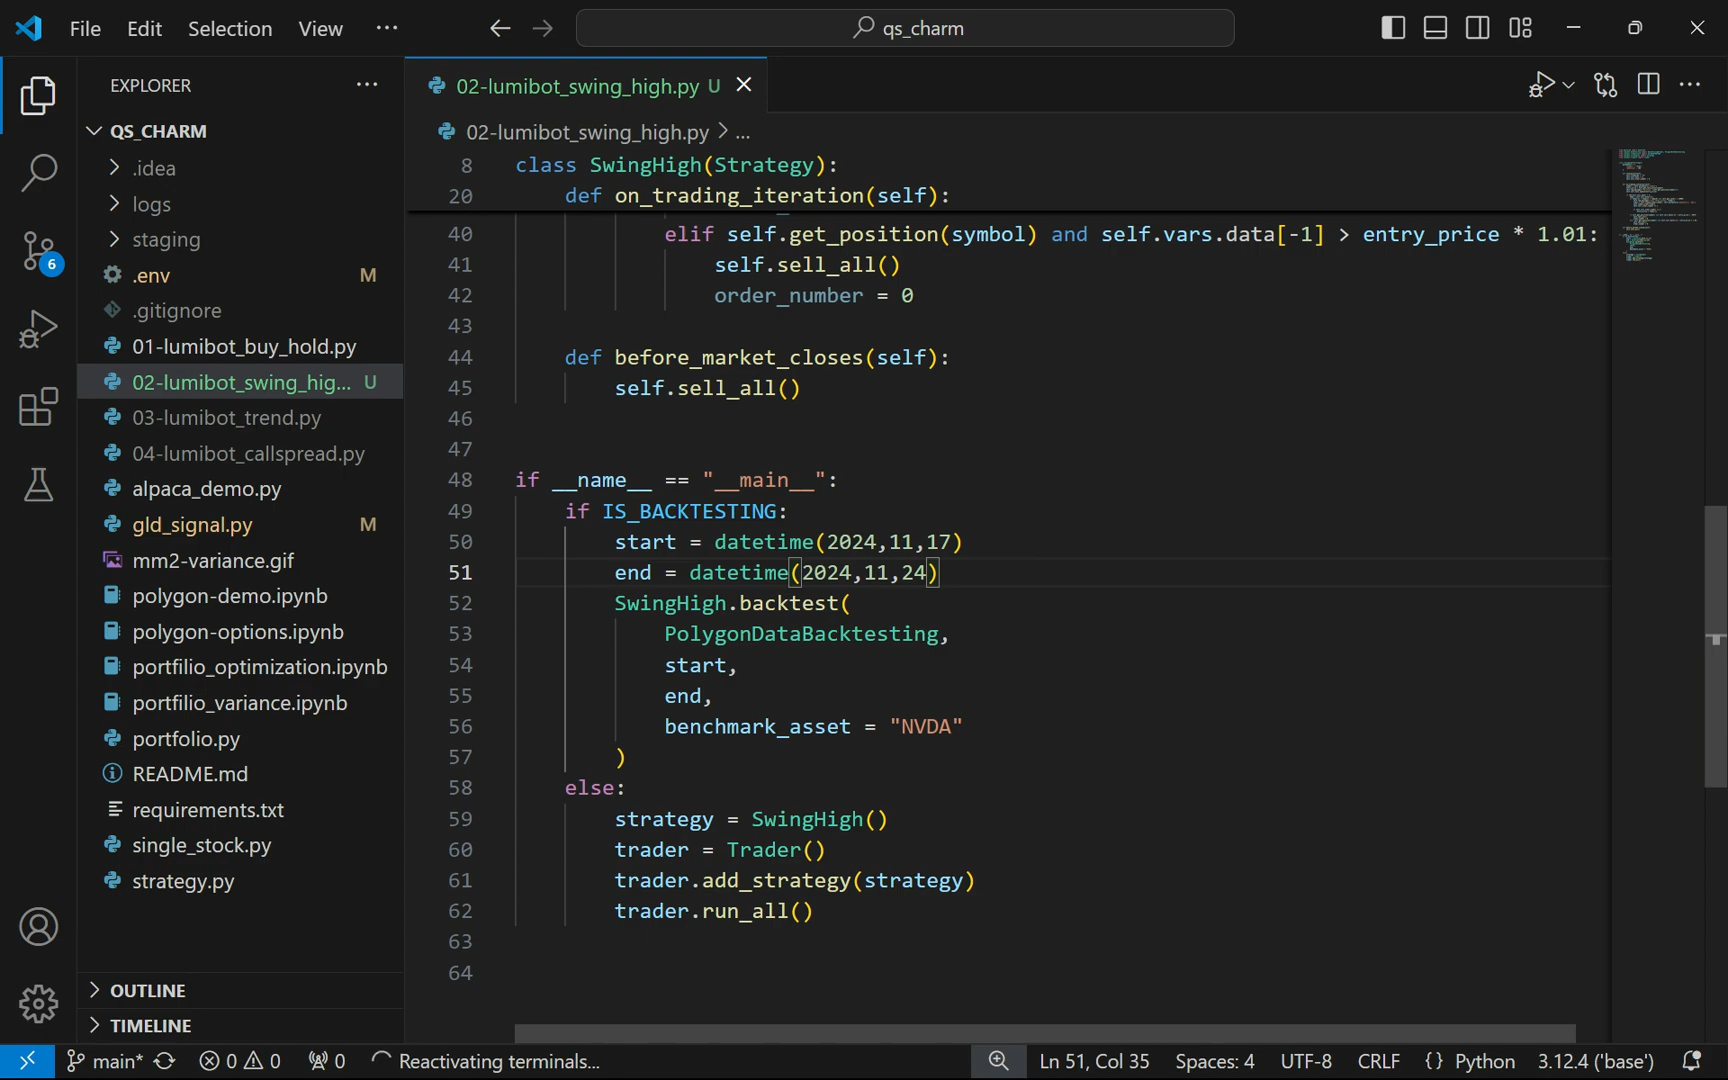 File Edit Selection View ...
qs_charm
EXPLORER
QS_CHARM
.idea
logs
staging
.env M
.gitignore
01-lumibot_buy_hold.py
02-lumibot_swing_hig... U
03-lumibot_trend.py
04-lumibot_callspread.py
alpaca_demo.py
gld_signal.py M
mm2-variance.gif
polygon-demo.ipynb
polygon-options.ipynb
portfilio_optimization.ipynb
portfilio_variance.ipynb
portfolio.py
README.md
requirements.txt
single_stock.py
strategy.py
OUTLINE
TIMELINE
6
02-lumibot_swing_high.py U
02-lumibot_swing_high.py > ...
8 class SwingHigh(Strategy):
20 def on_trading_iteration(self):
40 elif self.get_position(symbol) and self.vars.data[-1] > entry_price * 1.01:
41 self.sell_all()
42 order_number = 0
43
44 def before_market_closes(self):
45 self.sell_all()
46
47
48 if __name__ == "__main__":
49 if IS_BACKTESTING:
50 start = datetime(2024,11,17)
51 end = datetime(2024,11,24)
52 SwingHigh.backtest(
53 PolygonDataBacktesting,
54 start,
55 end,
56 benchmark_asset = "NVDA"
57 )
58 else:
59 strategy = SwingHigh()
60 trader = Trader()
61 trader.add_strategy(strategy)
62 trader.run_all()
63
64
main* 0 0 0 Reactivating terminals... Ln 51, Col 35 Spaces: 4 UTF-8 CRLF {} Python 3.12.4 ('base')